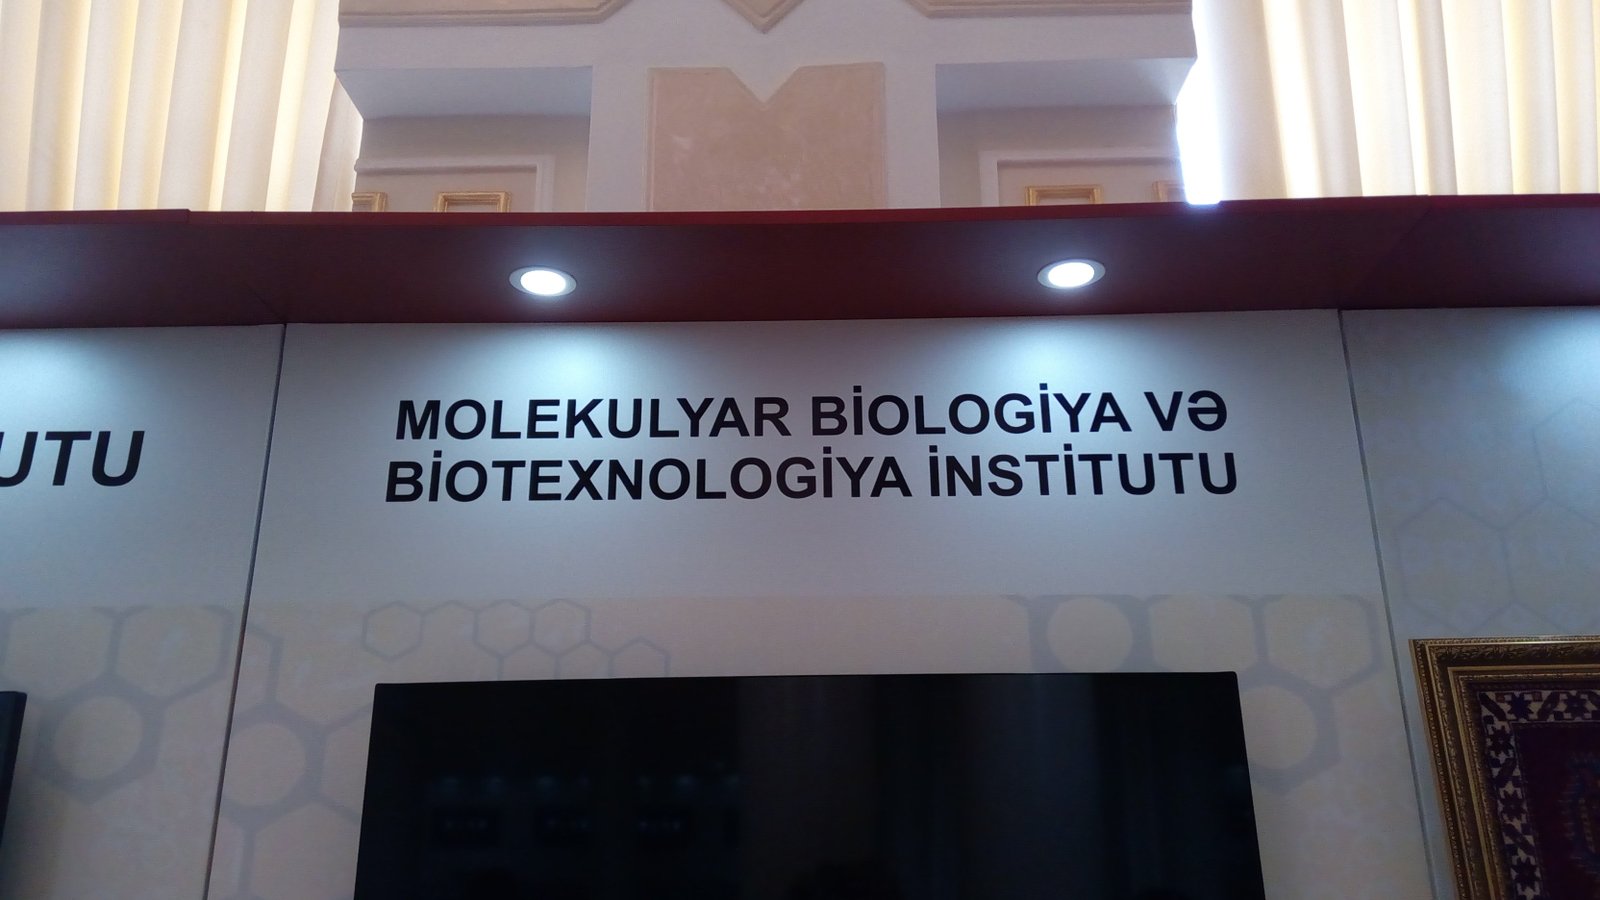 MOLEKULYAR BİOLOGİYA VƏ
BİOTEXNOLOGİYA İNSTİTUTU
UTU